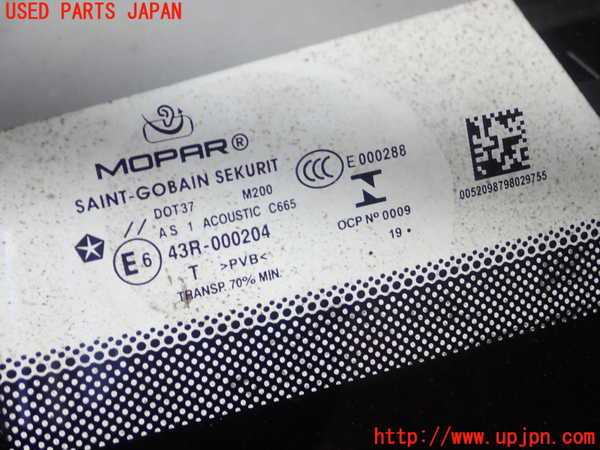 USED PARTS JAPAN
MOPAR®
SAINT-GOBAIN SEKURIT
// DOT37 M200
AS 1 ACOUSTIC C665
E6 43R-000204
T >PVB<
TRANSP. 70% MIN.
CCC E 000288
OCP Nº 0009
· 19 ·
0052098798029755
http://www.upjpn.com